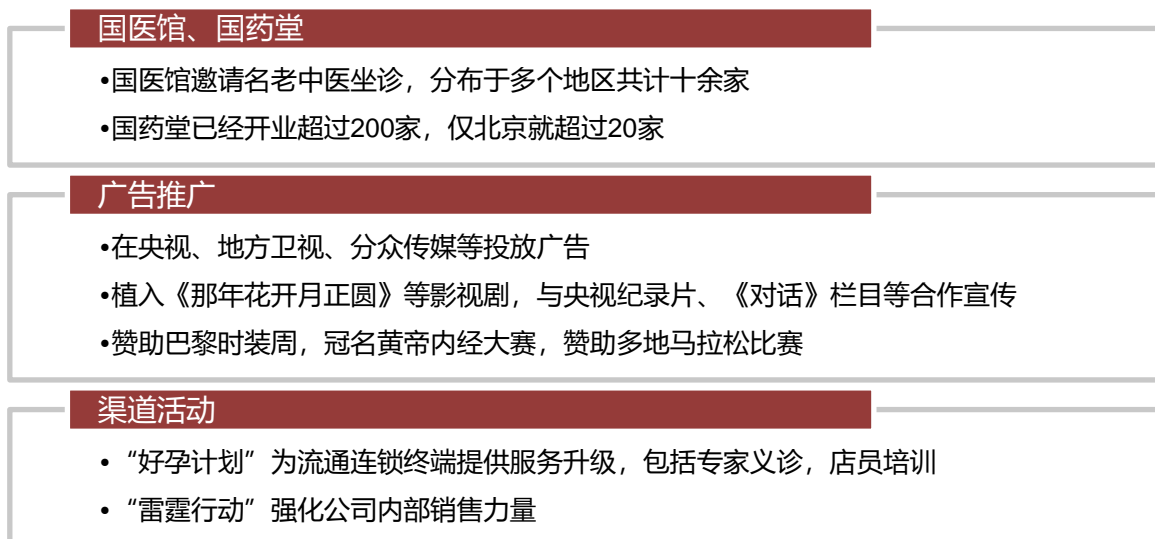 国医馆、国药堂
•国医馆邀请名老中医坐诊，分布于多个地区共计十余家
•国药堂已经开业超过200家，仅北京就超过20家
广告推广
•在央视、地方卫视、分众传媒等投放广告
•植入《那年花开月正圆》等影视剧，与央视纪录片、《对话》栏目等合作宣传
•赞助巴黎时装周，冠名黄帝内经大赛，赞助多地马拉松比赛
渠道活动
•“好孕计划”为流通连锁终端提供服务升级，包括专家义诊，店员培训
•“雷霆行动”强化公司内部销售力量